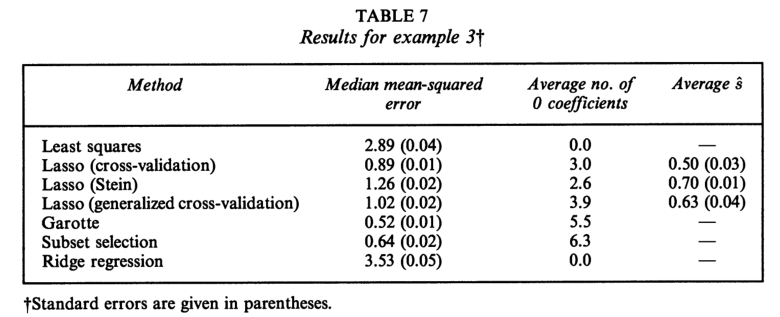 TABLE 7
Results for example 3†
Method Median mean-squared error Average no. of 0 coefficients Average ŝ
Least squares 2.89 (0.04) 0.0 —
Lasso (cross-validation) 0.89 (0.01) 3.0 0.50 (0.03)
Lasso (Stein) 1.26 (0.02) 2.6 0.70 (0.01)
Lasso (generalized cross-validation) 1.02 (0.02) 3.9 0.63 (0.04)
Garotte 0.52 (0.01) 5.5 —
Subset selection 0.64 (0.02) 6.3 —
Ridge regression 3.53 (0.05) 0.0 —
†Standard errors are given in parentheses.